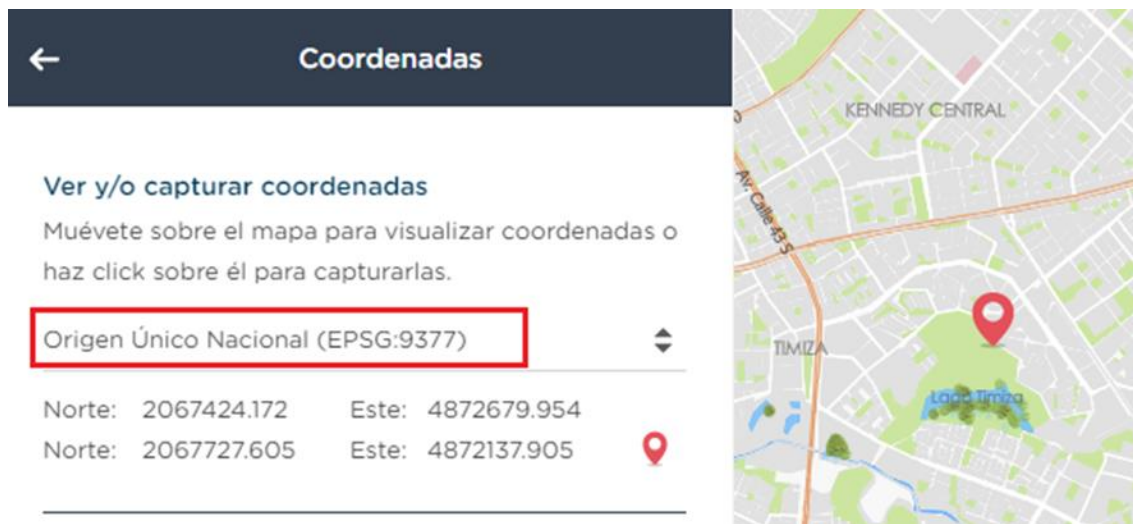 Coordenadas
Ver y/o capturar coordenadas
Muévete sobre el mapa para visualizar coordenadas o
haz click sobre él para capturarlas.
Origen Único Nacional (EPSG:9377)
Norte: 2067424.172 Este: 4872679.954
Norte: 2067727.605 Este: 4872137.905
KENNEDY CENTRAL
Av. Calle 43 S
TIMIZA
Lago Timiza